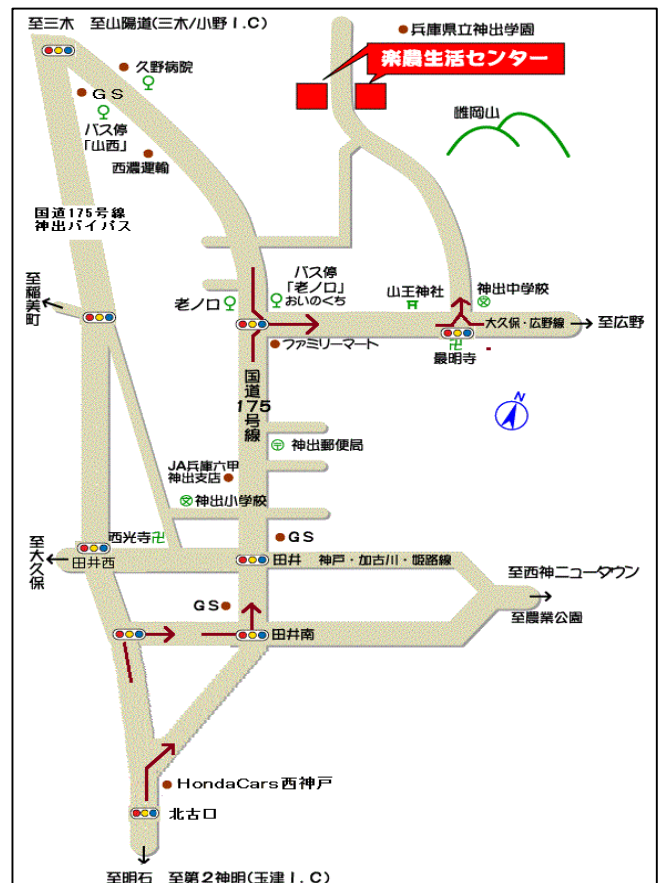 至三木 至山陽道(三木/小野I.C)
兵庫県立神出学園
楽農生活センター
久野病院
GS
バス停
「山西」
西濃運輸
雌岡山
国道175号線
神出バイパス
至稲美町
老ノ口
バス停
「老ノ口」
おいのくち
山王神社
神出中学校
大久保・広野線
至広野
ファミリーマート
最明寺
国道175号線
N
神出郵便局
JA兵庫六甲
神出支店
神出小学校
西光寺
GS
至大久保
田井西
田井
神戸・加古川・姫路線
至西神ニュータウン
至農業公園
GS
田井南
HondaCars西神戸
北古口
至明石 至第2神明(玉津I.C)